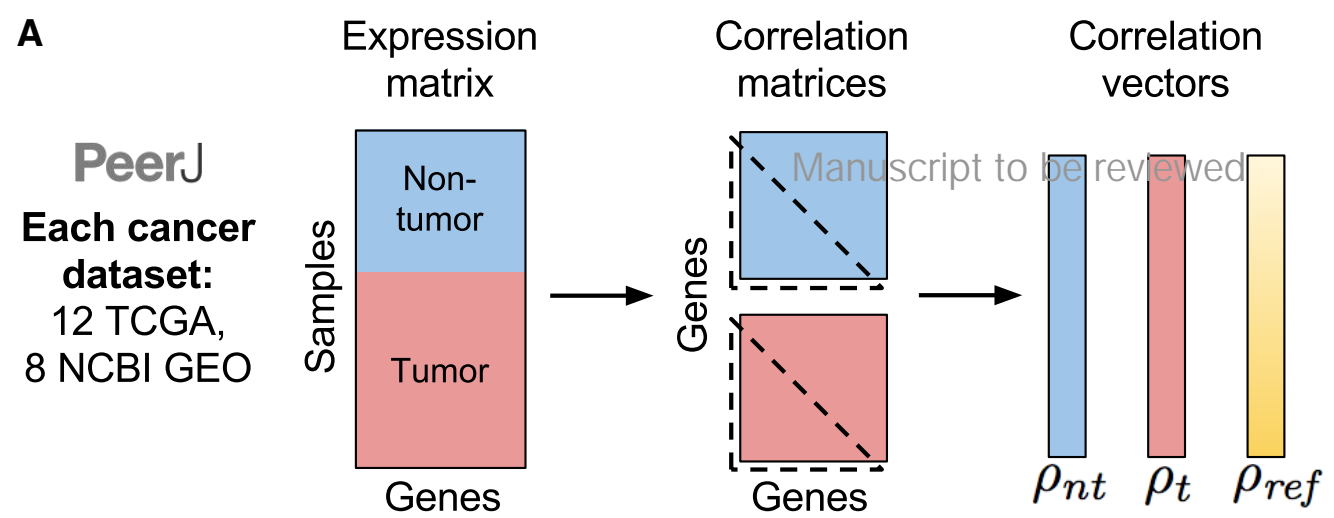 A
Expression
matrix
Correlation
matrices
Correlation
vectors
PeerJ
Manuscript to be reviewed
Each cancer
dataset:
12 TCGA,
8 NCBI GEO
Samples
Non-
tumor
Tumor
Genes
Genes
Genes
ρnt
ρt
ρref